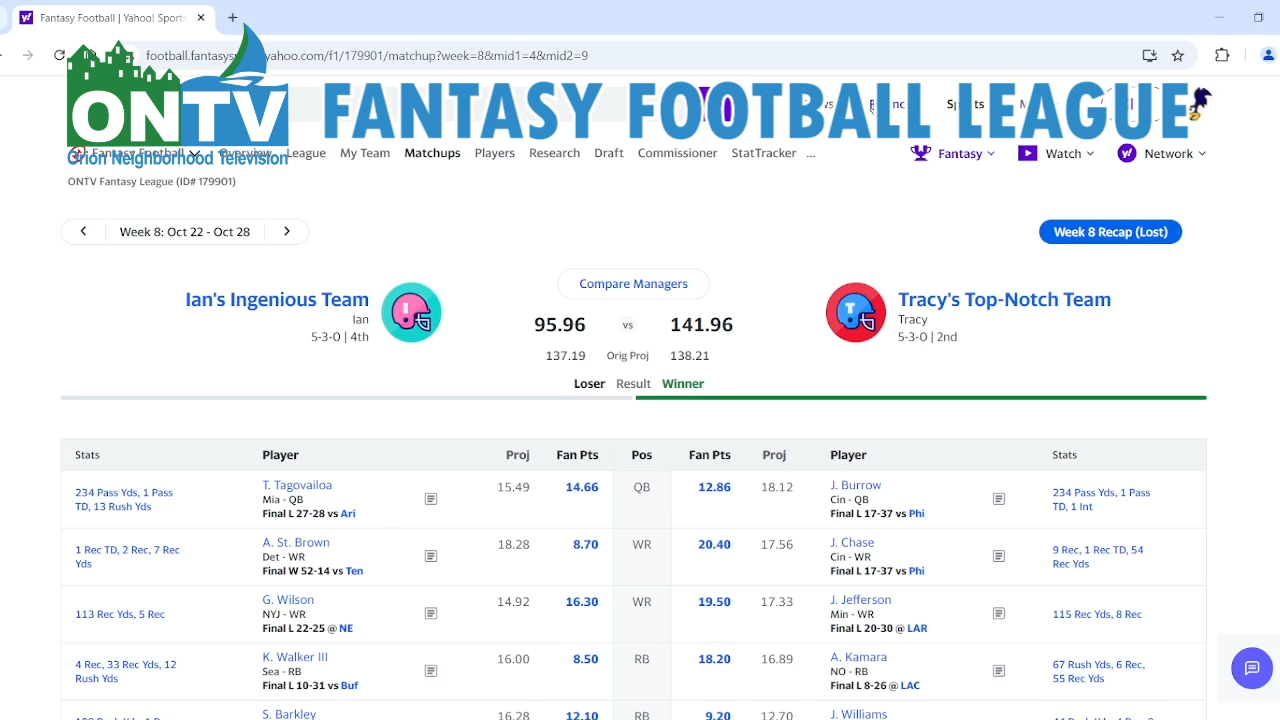 Fantasy Football | Yahoo! Sports
football.fantasys yahoo.com/f1/179901/matchup?week=8&mid1=4&mid2=9
ONTV
Orion Neighborhood Television
FANTASY FOOTBALL LEAGUE
Sports
Fantasy Football Overview League My Team Matchups Players Research Draft Commissioner StatTracker ... Fantasy Watch Network
ONTV Fantasy League (ID# 179901)
Week 8: Oct 22 - Oct 28 Week 8 Recap (Lost)
Compare Managers
Ian's Ingenious Team Tracy's Top-Notch Team
Ian 95.96 vs 141.96 Tracy
5-3-0 | 4th 5-3-0 | 2nd
137.19 Orig Proj 138.21
Loser Result Winner
Stats Player Proj Fan Pts Pos Fan Pts Proj Player Stats
T. Tagovailoa 15.49 14.66 QB 12.86 18.12 J. Burrow
234 Pass Yds, 1 Pass Mia - QB Cin - QB 234 Pass Yds, 1 Pass
TD, 13 Rush Yds Final L 27-28 vs Ari Final L 17-37 vs Phi TD, 1 Int
A. St. Brown 18.28 8.70 WR 20.40 17.56 J. Chase
1 Rec TD, 2 Rec, 7 Rec Det - WR Cin - WR 9 Rec, 1 Rec TD, 54
Yds Final W 52-14 vs Ten Final L 17-37 vs Phi Rec Yds
G. Wilson 14.92 16.30 WR 19.50 17.33 J. Jefferson
113 Rec Yds, 5 Rec NYJ - WR Min - WR 115 Rec Yds, 8 Rec
Final L 22-25 @ NE Final L 20-30 @ LAR
K. Walker III 16.00 8.50 RB 18.20 16.89 A. Kamara
4 Rec, 33 Rec Yds, 12 Sea - RB NO - RB 67 Rush Yds, 6 Rec,
Rush Yds Final L 10-31 vs Buf Final L 8-26 @ LAC 55 Rec Yds
S. Barkley 16.28 12.10 RB 9.20 12.70 J. Williams